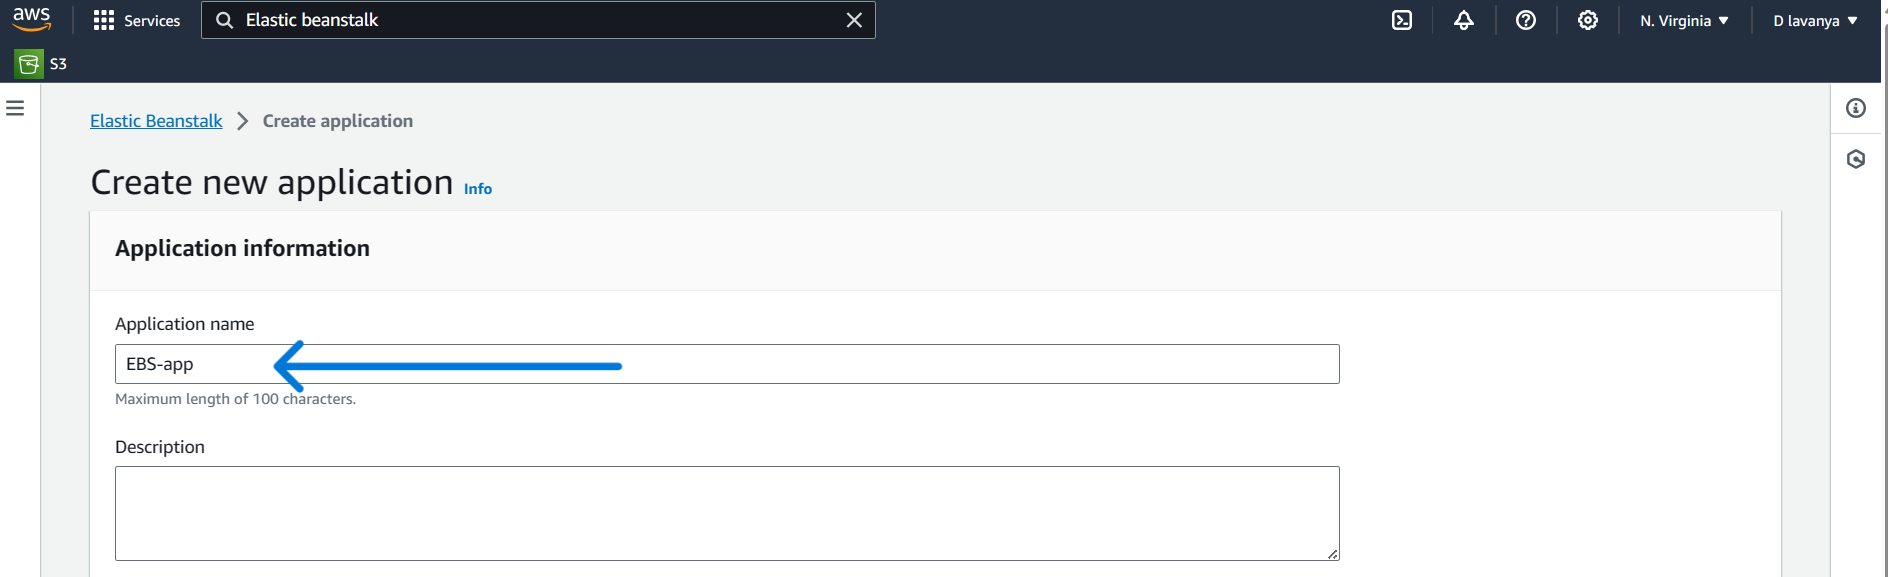 aws Services Elastic beanstalk N. Virginia D lavanya
S3
Elastic Beanstalk Create application
Create new application Info
Application information
Application name
EBS-app
Maximum length of 100 characters.
Description